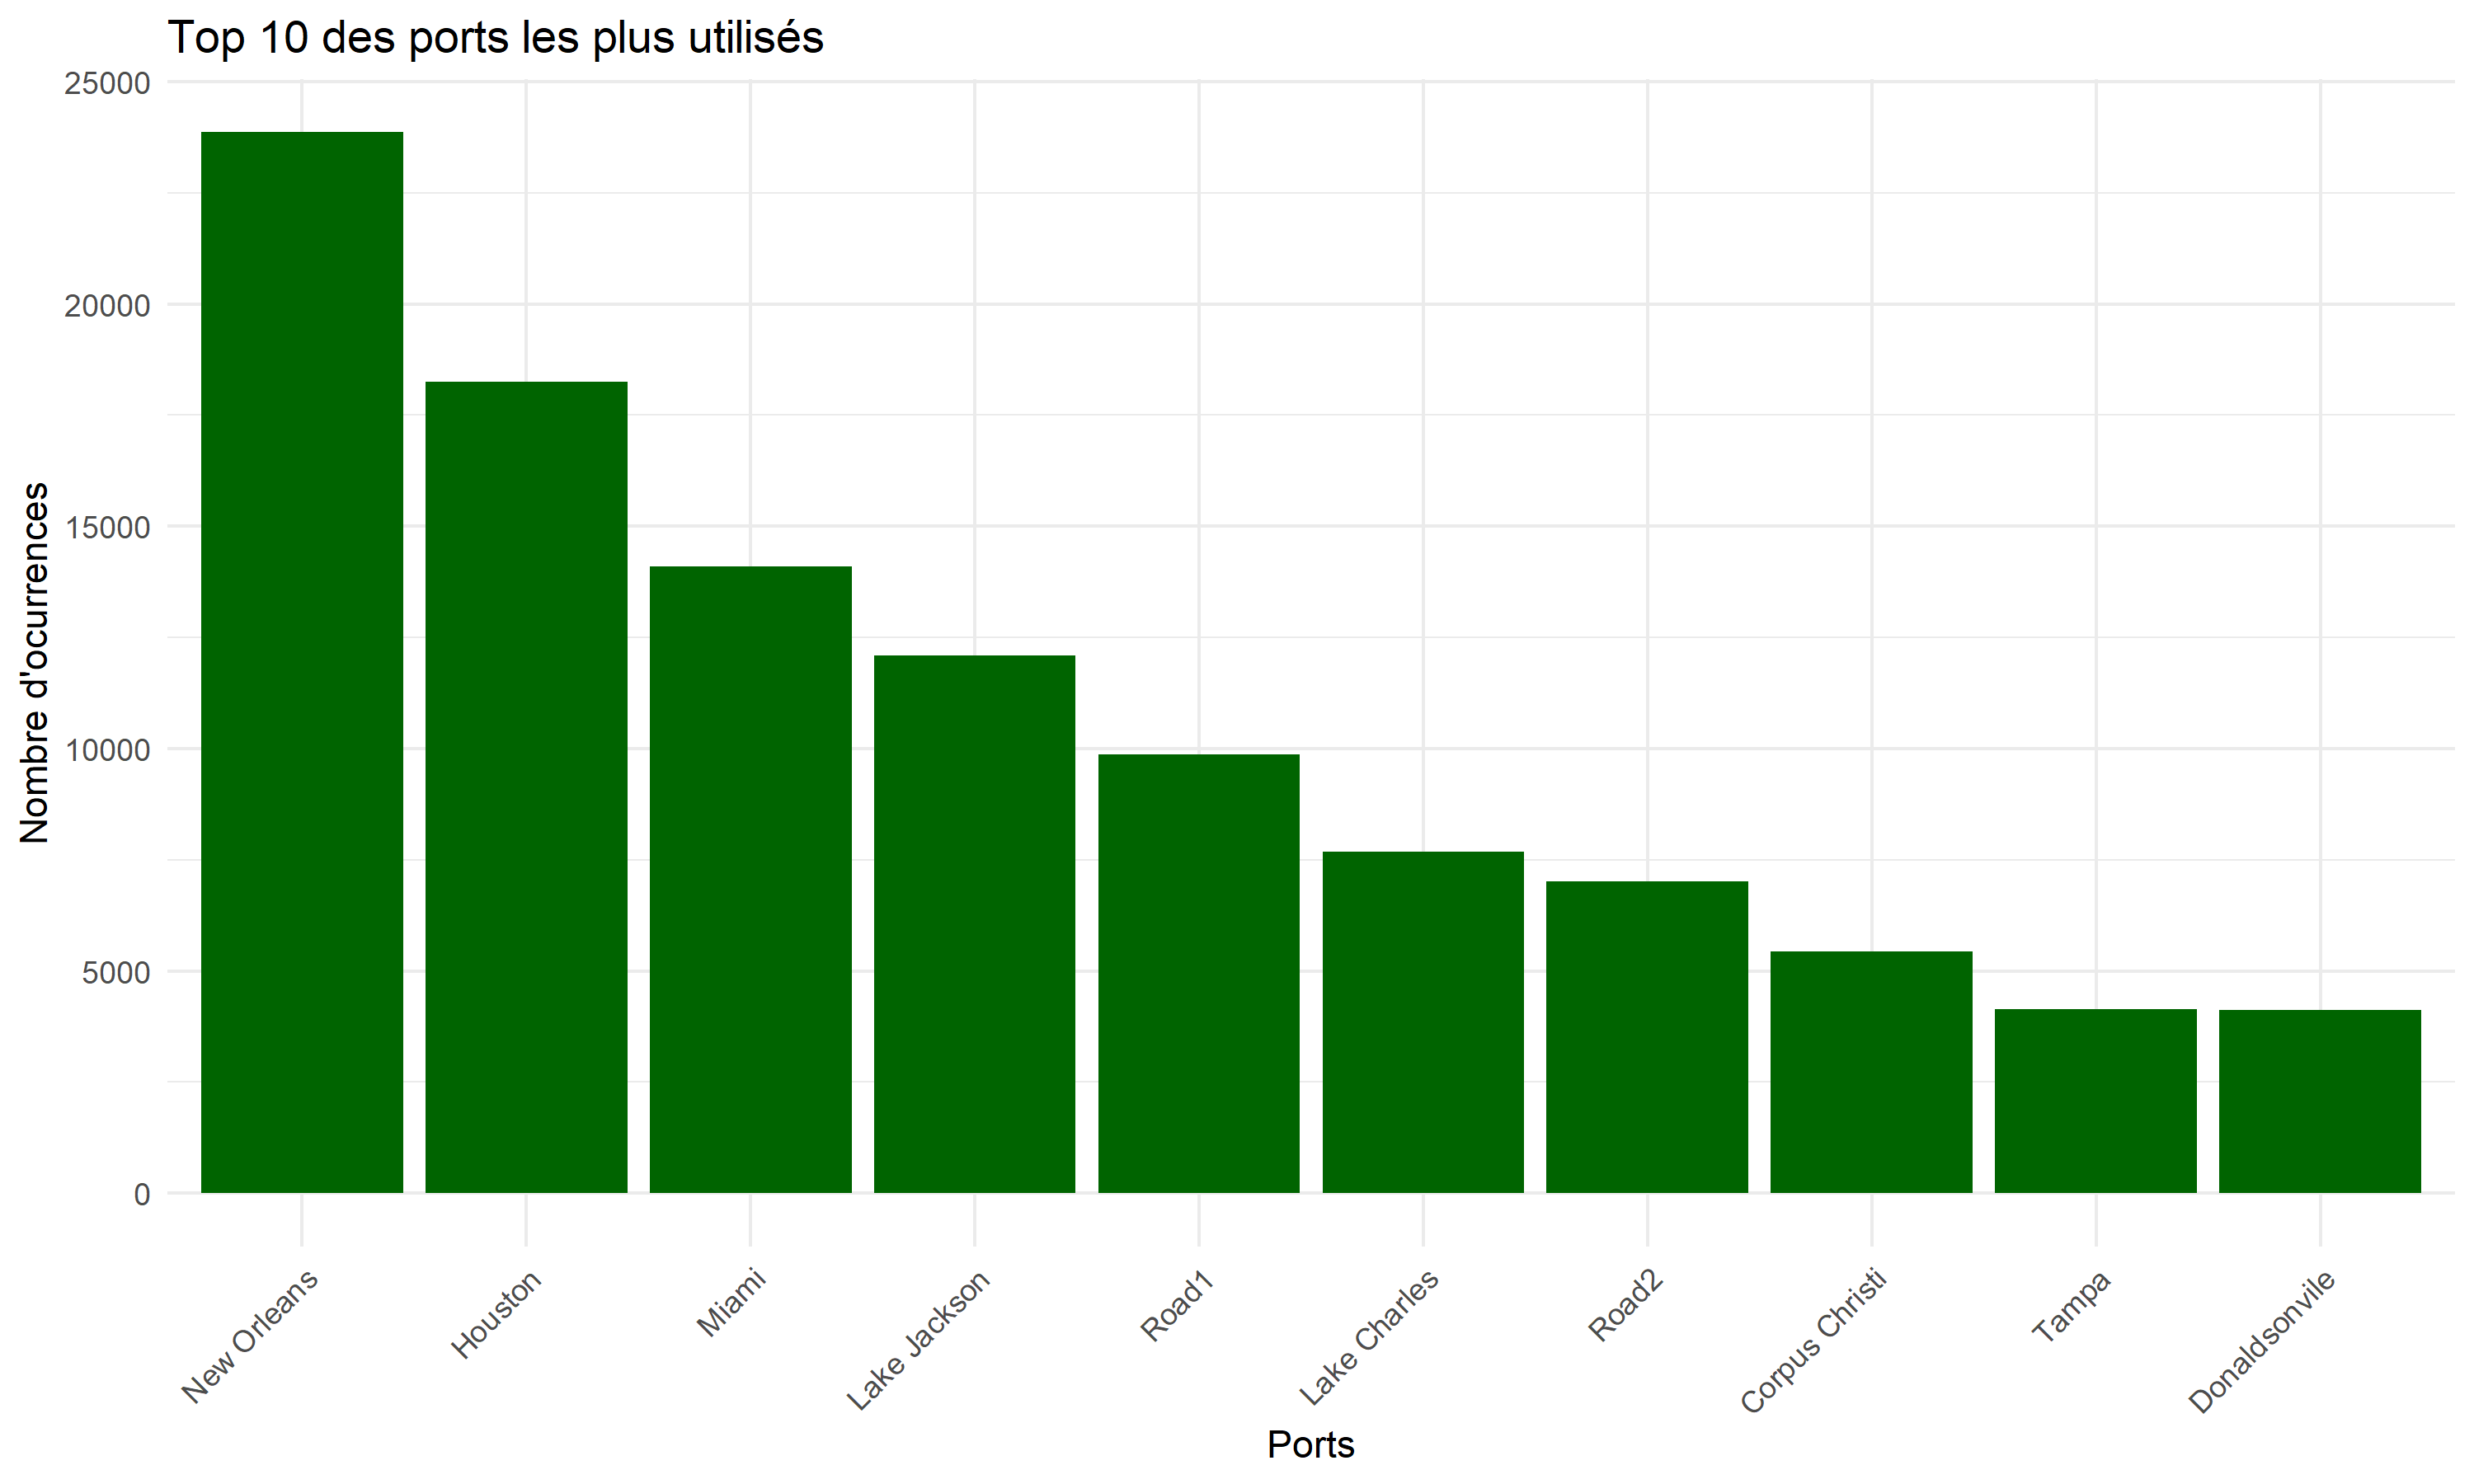 Top 10 des ports les plus utilisés
25000
20000
15000
10000
5000
0
Nombre d'ocurrences
New Orleans
Houston
Miami
Lake Jackson
Road1
Lake Charles
Road2
Corpus Christi
Tampa
Donaldsonvile
Ports